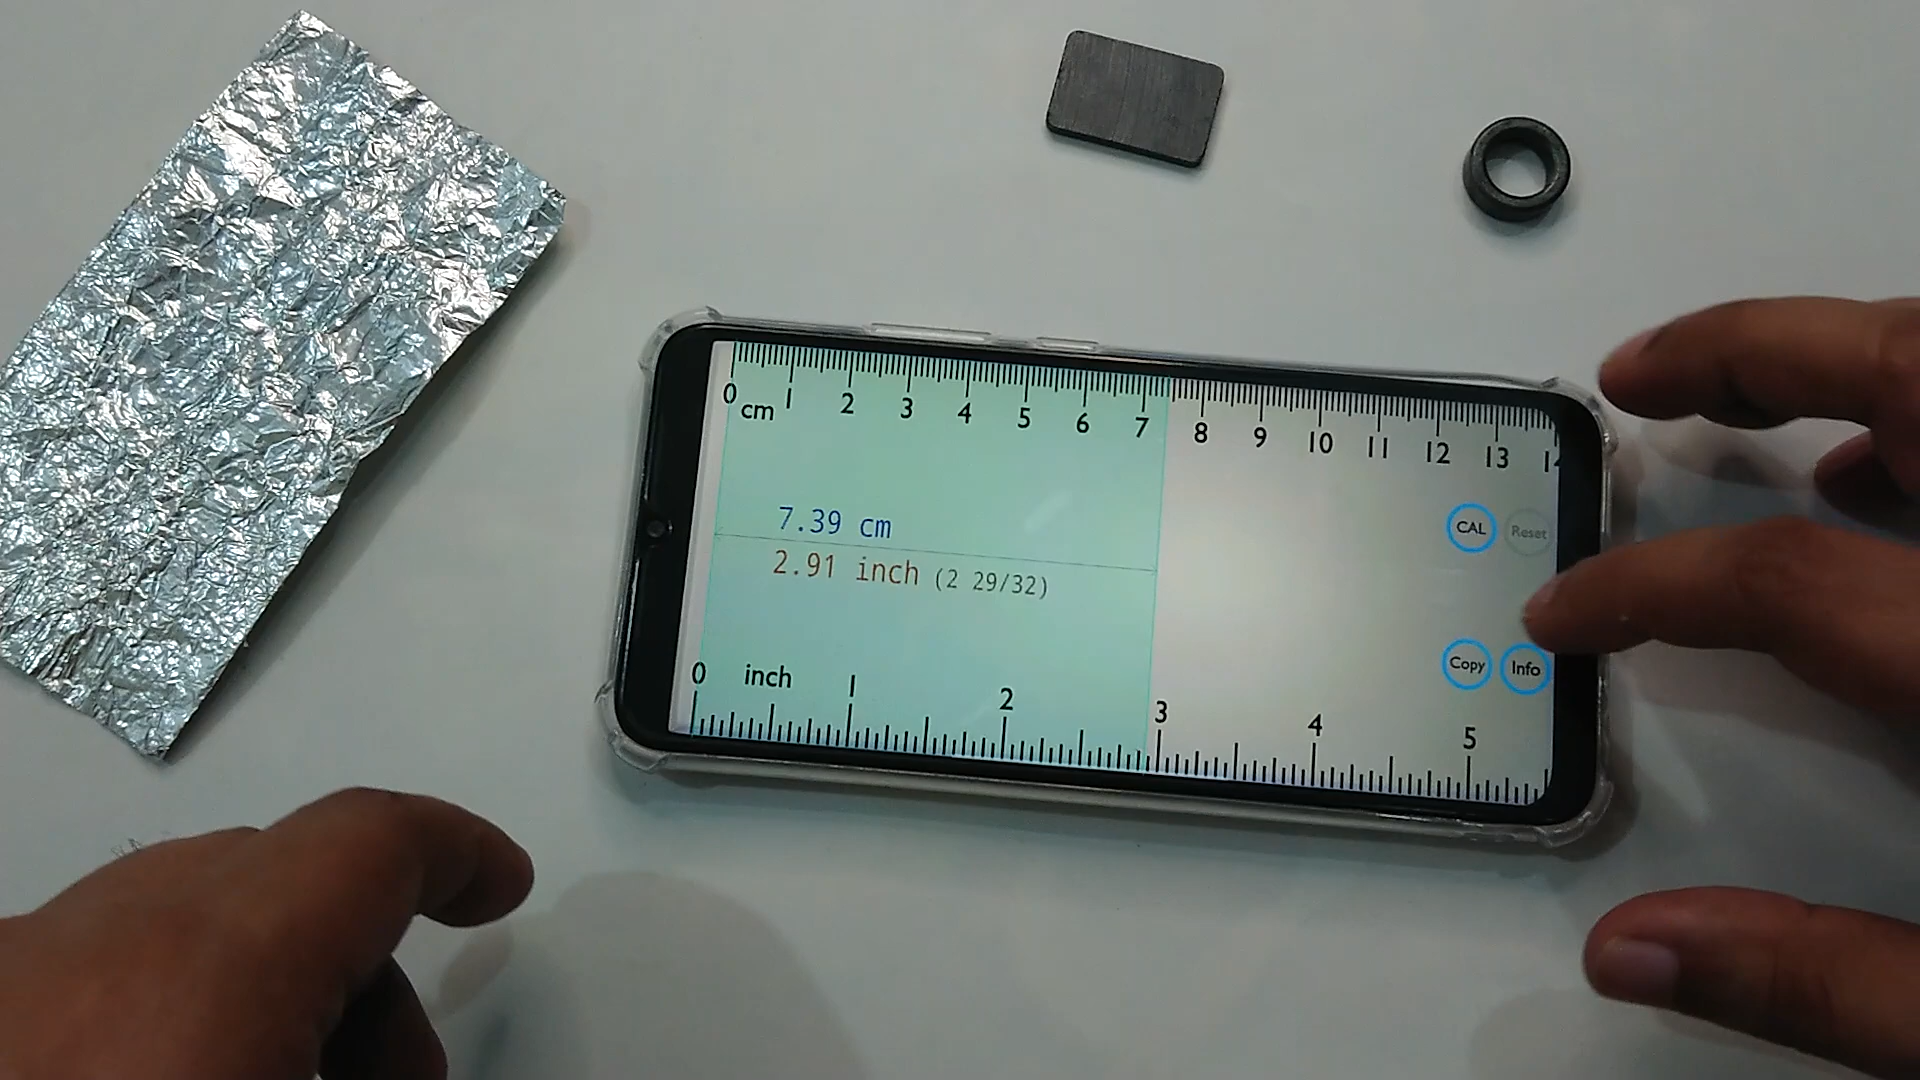 0 1 2 3 4 5 6 7 8 9 10 11 12 13 14
cm
7.39 cm
2.91 inch (2 29/32)
CAL Reset
Copy Info
0 inch 1 2 3 4 5